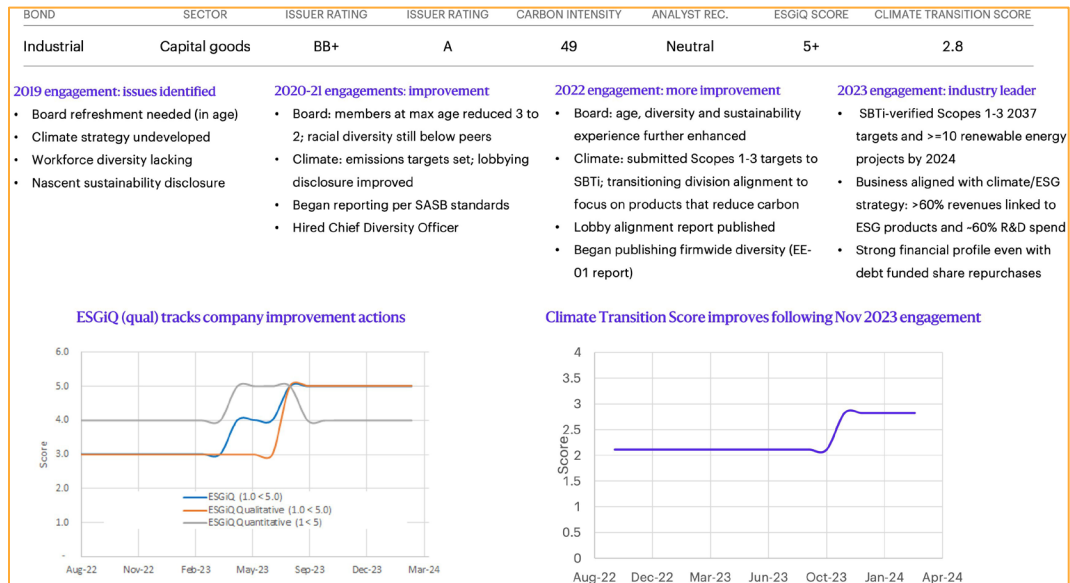 BOND SECTOR ISSUER RATING ISSUER RATING CARBON INTENSITY ANALYST REC. ESGiQ SCORE CLIMATE TRANSITION SCORE
Industrial Capital goods BB+ A 49 Neutral 5+ 2.8
2019 engagement: issues identified
• Board refreshment needed (in age)
• Climate strategy undeveloped
• Workforce diversity lacking
• Nascent sustainability disclosure
2020-21 engagements: improvement
• Board: members at max age reduced 3 to
2; racial diversity still below peers
• Climate: emissions targets set; lobbying
disclosure improved
• Began reporting per SASB standards
• Hired Chief Diversity Officer
2022 engagement: more improvement
• Board: age, diversity and sustainability
experience further enhanced
• Climate: submitted Scopes 1-3 targets to
SBTi; transitioning division alignment to
focus on products that reduce carbon
• Lobby alignment report published
• Began publishing firmwide diversity (EE-
01 report)
2023 engagement: industry leader
• SBTi-verified Scopes 1-3 2037
targets and >=10 renewable energy
projects by 2024
• Business aligned with climate/ESG
strategy: >60% revenues linked to
ESG products and ~60% R&D spend
• Strong financial profile even with
debt funded share repurchases
ESGiQ (qual) tracks company improvement actions
6.0
5.0
4.0
3.0
2.0
1.0
-
Score
ESGiQ (1.0 < 5.0)
ESGiQ Qualitative (1.0 < 5.0)
ESGiQ Quantitative (1 < 5)
Aug-22 Nov-22 Feb-23 May-23 Sep-23 Dec-23 Mar-24
Climate Transition Score improves following Nov 2023 engagement
4
3.5
3
2.5
2
1.5
1
0.5
0
Score
Aug-22 Dec-22 Mar-23 Jun-23 Oct-23 Jan-24 Apr-24